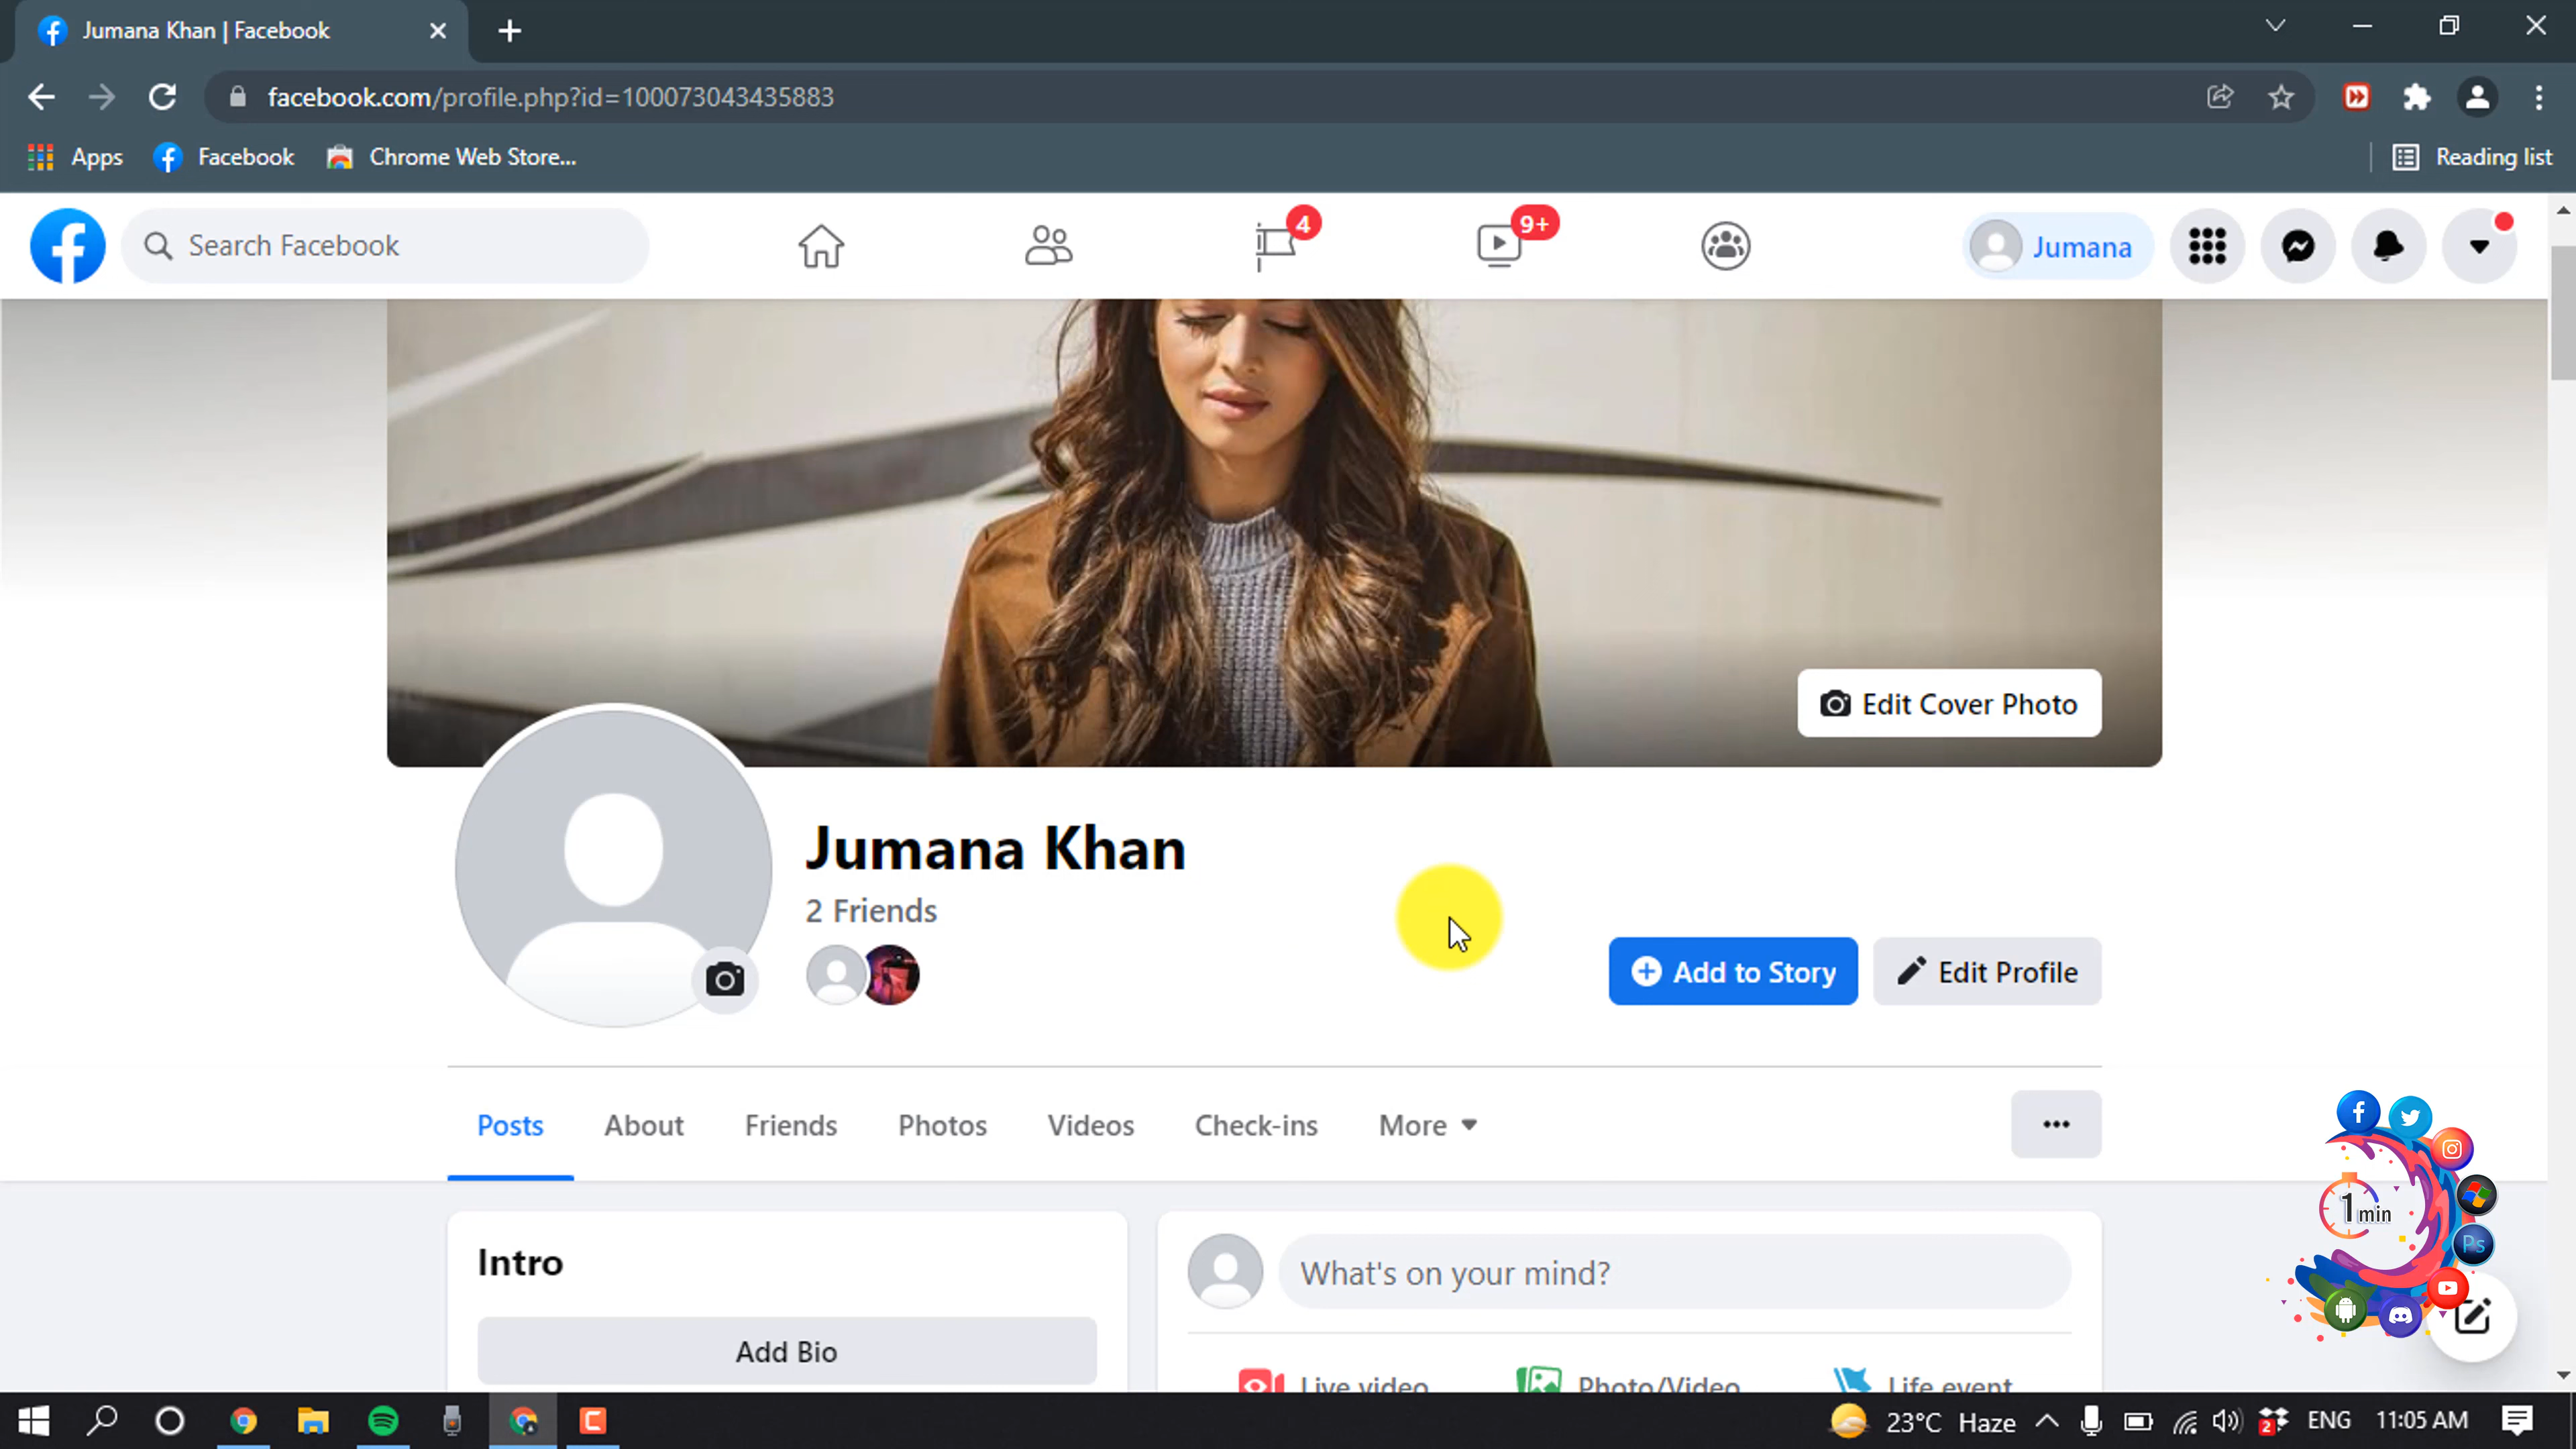 Jumana Khan | Facebook
facebook.com/profile.php?id=100073043435883
Apps Facebook Chrome Web Store... Reading list
Search Facebook 4 9+ Jumana
Edit Cover Photo
Jumana Khan
2 Friends
Add to Story Edit Profile
Posts About Friends Photos Videos Check-ins More
Intro What's on your mind?
Add Bio
Live video Photo/Video Life event
1 min
Ps
23°C Haze 2 ENG 11:05 AM